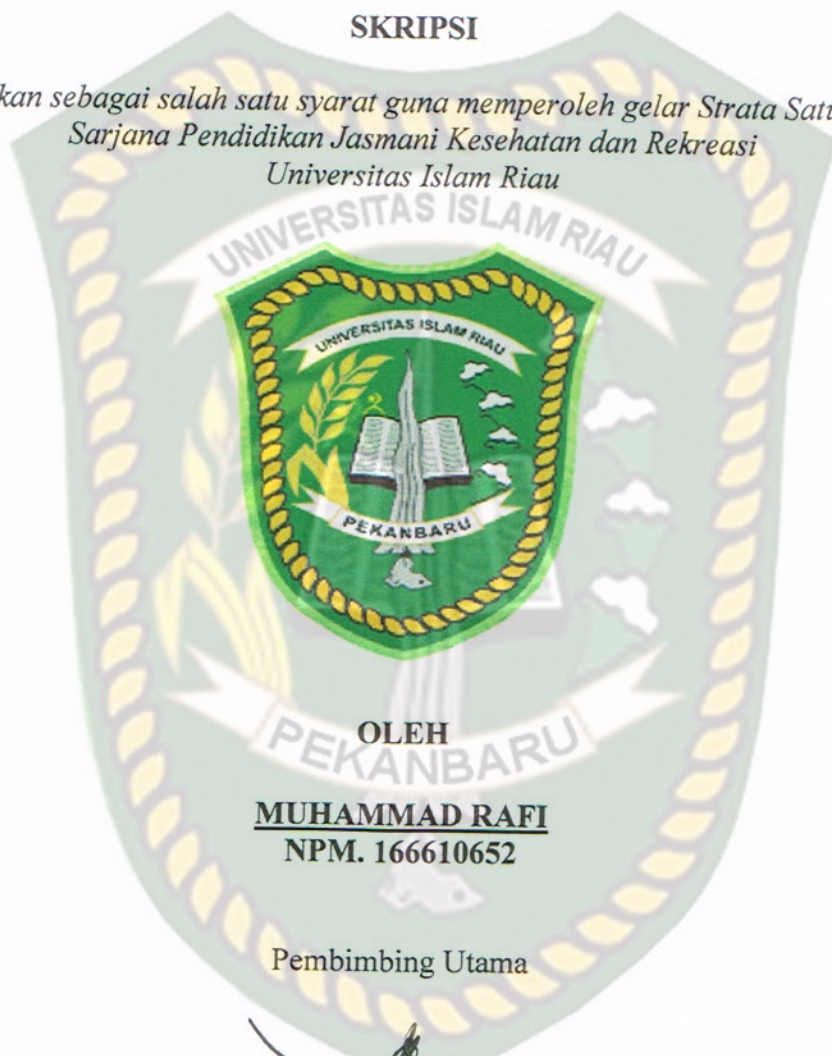 SKRIPSI
kan sebagai salah satu syarat guna memperoleh gelar Strata Satu
Sarjana Pendidikan Jasmani Kesehatan dan Rekreasi
Universitas Islam Riau
UNIVERSITAS ISLAM RIAU
UNIVERSITAS ISLAM RIAU
PEKANBARU
PEKANBARU
OLEH
MUHAMMAD RAFI
NPM. 166610652
Pembimbing Utama